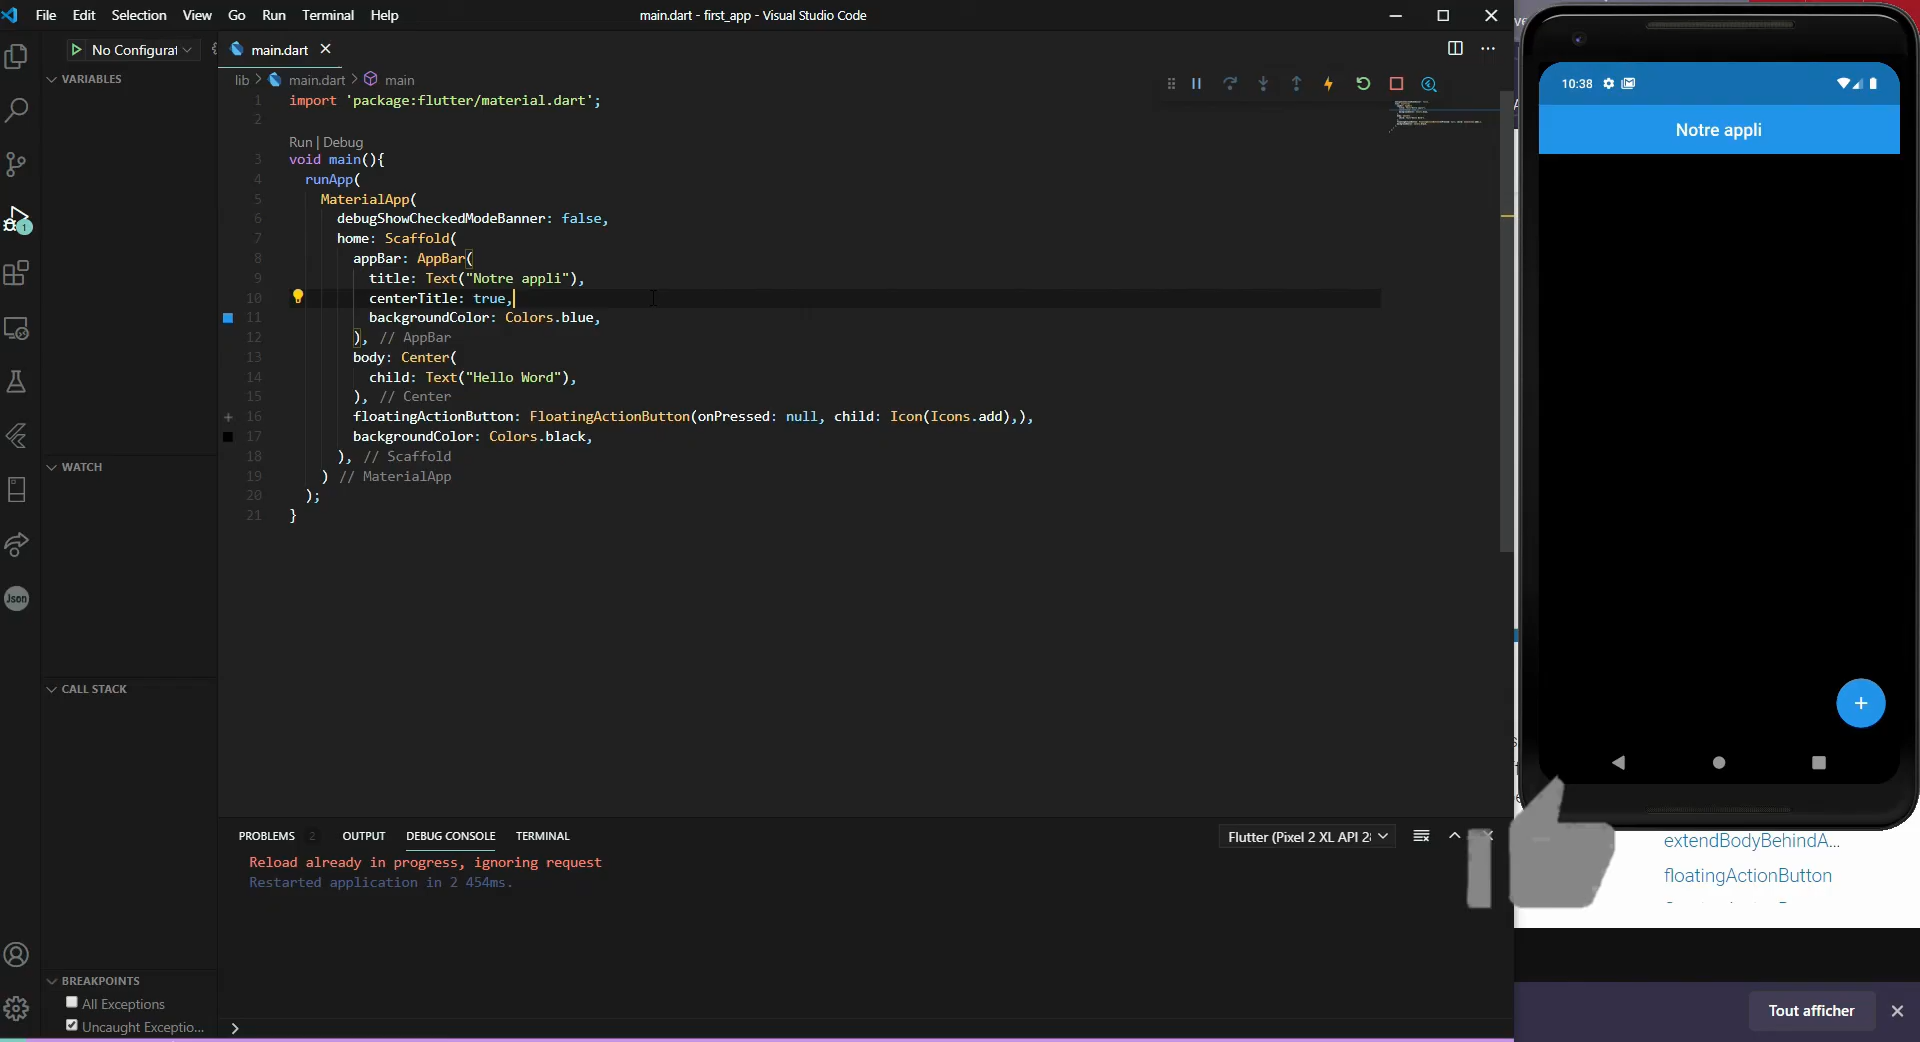 File Edit Selection View Go Run Terminal Help
main.dart - first_app - Visual Studio Code
No Configurat
main.dart
VARIABLES
lib > main.dart > main
1 import 'package:flutter/material.dart';
2
Run | Debug
3 void main(){
4 runApp(
5 MaterialApp(
6 debugShowCheckedModeBanner: false,
7 home: Scaffold(
8 appBar: AppBar(
9 title: Text("Notre appli"),
10 centerTitle: true,
11 backgroundColor: Colors.blue,
12 ), // AppBar
13 body: Center(
14 child: Text("Hello Word"),
15 ), // Center
16 floatingActionButton: FloatingActionButton(onPressed: null, child: Icon(Icons.add),),
17 backgroundColor: Colors.black,
18 ), // Scaffold
19 ) // MaterialApp
20 );
21 }
1
Json
WATCH
CALL STACK
BREAKPOINTS
All Exceptions
Uncaught Exceptio...
PROBLEMS 2 OUTPUT DEBUG CONSOLE TERMINAL
Flutter (Pixel 2 XL API 28
Reload already in progress, ignoring request
Restarted application in 2 454ms.
10:38
Notre appli
extendBodyBehindA...
floatingActionButton
Tout afficher